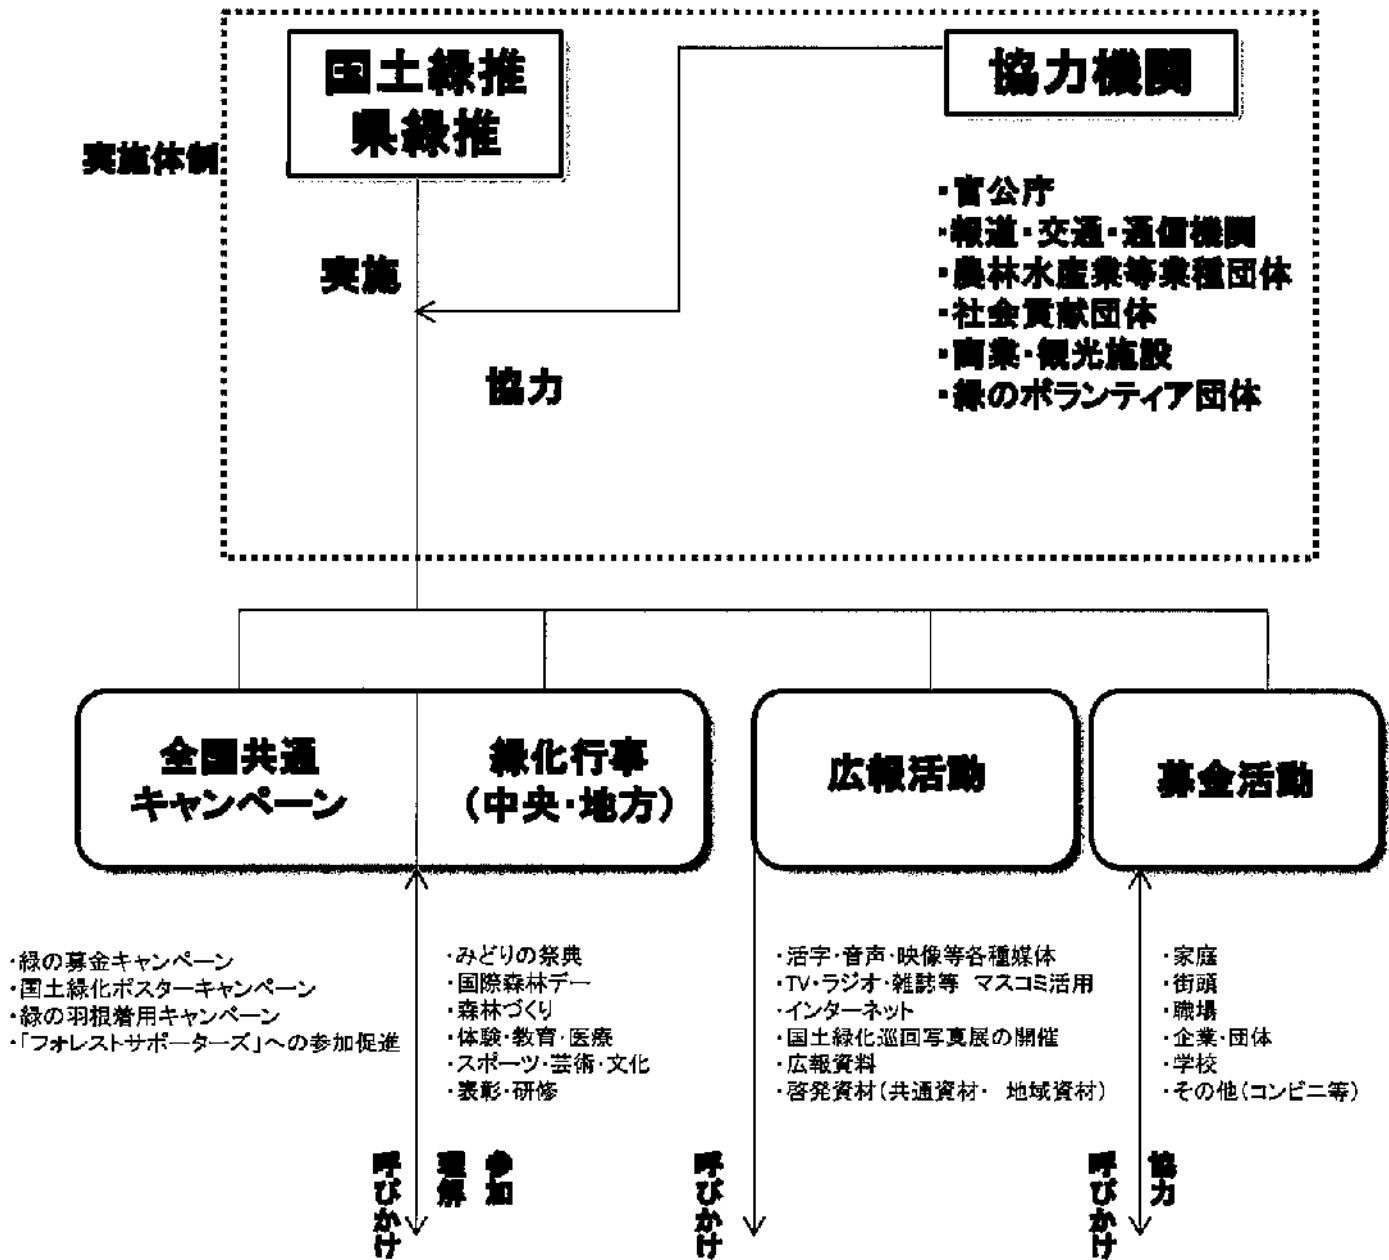 国土緑推
県緑推
協力機関
実施体制
・官公庁
・報道・交通・通信機関
・農林水産業等業種団体
・社会貢献団体
・商業・観光施設
・緑のボランティア団体
実施
協力
全国共通
キャンペーン
緑化行事
(中央・地方)
広報活動
募金活動
・緑の募金キャンペーン
・国土緑化ポスターキャンペーン
・緑の羽根着用キャンペーン
・「フォレストサポーターズ」への参加促進
・みどりの祭典
・国際森林デー
・森林づくり
・体験・教育・医療
・スポーツ・芸術・文化
・表彰・研修
・活字・音声・映像等各種媒体
・TV・ラジオ・雑誌等 マスコミ活用
・インターネット
・国土緑化巡回写真展の開催
・広報資料
・啓発資材(共通資材・ 地域資材)
・家庭
・街頭
・職場
・企業・団体
・学校
・その他(コンビニ等)
呼びかけ
理解
参加
呼びかけ
呼びかけ
協力